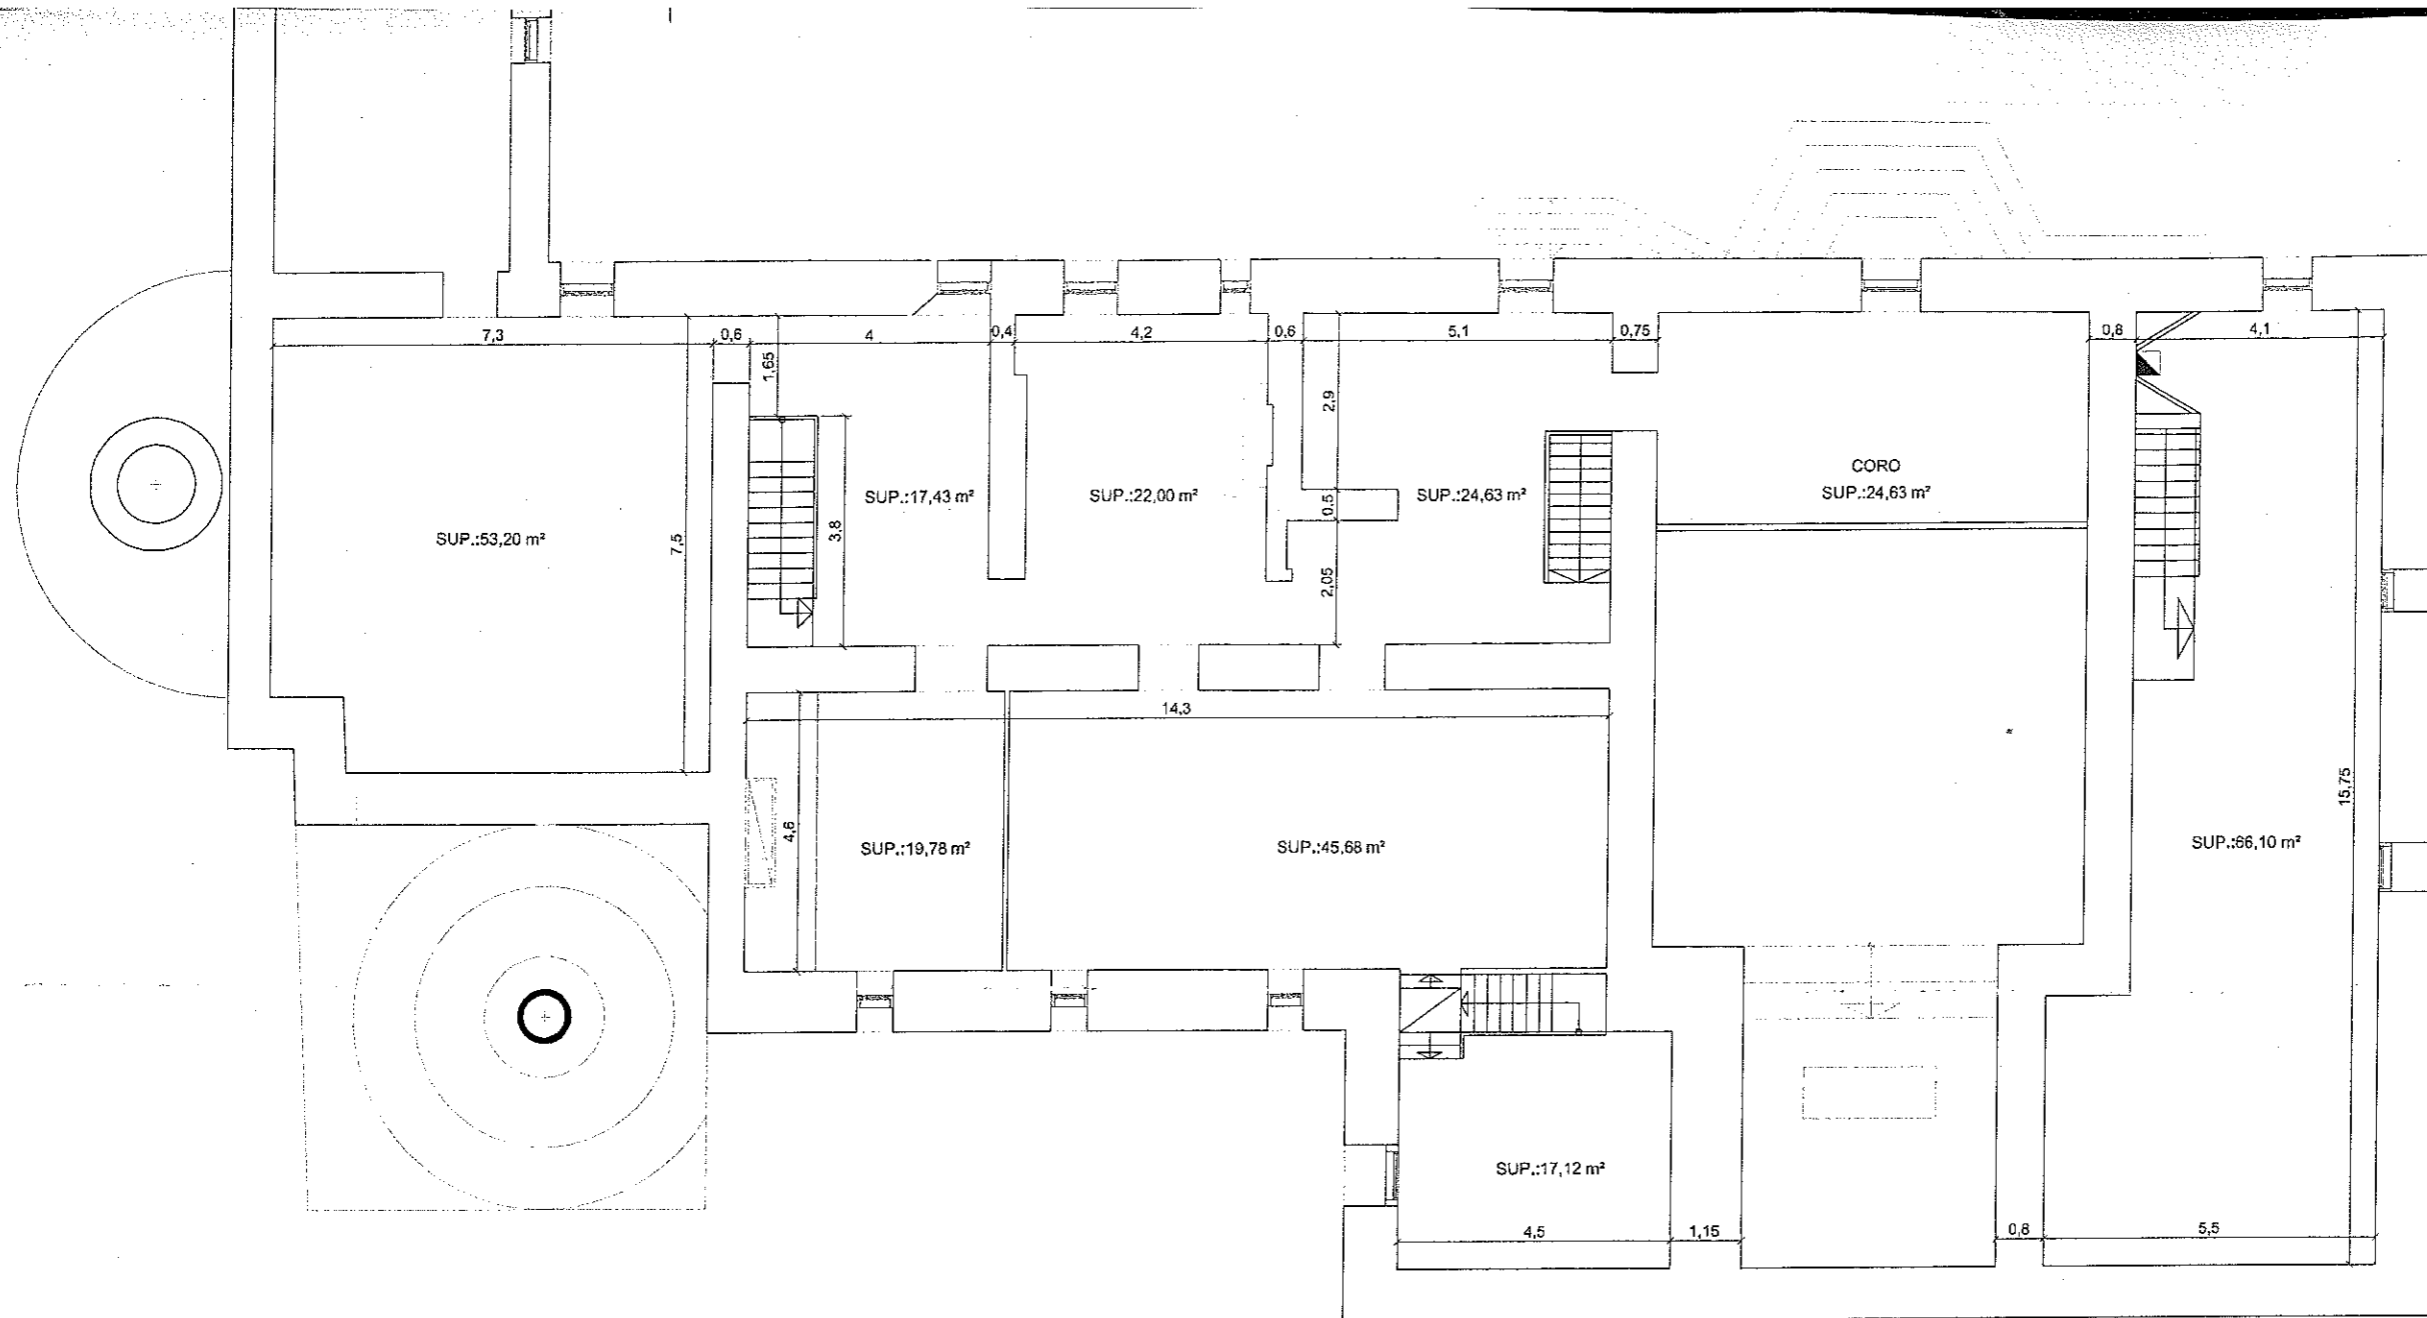 7,3
0,6
4
0,4
4,2
0,6
5,1
0,75
0,8
4,1
1,65
2,9
CORO
SUP.:24,63 m²
SUP.:17,43 m²
SUP.:22,00 m²
0,5
SUP.:24,63 m²
SUP.:53,20 m²
7,5
3,8
2,05
14,3
15,75
4,6
SUP.:19,78 m²
SUP.:45,68 m²
SUP.:66,10 m²
SUP.:17,12 m²
4,5
1,15
0,8
5,5